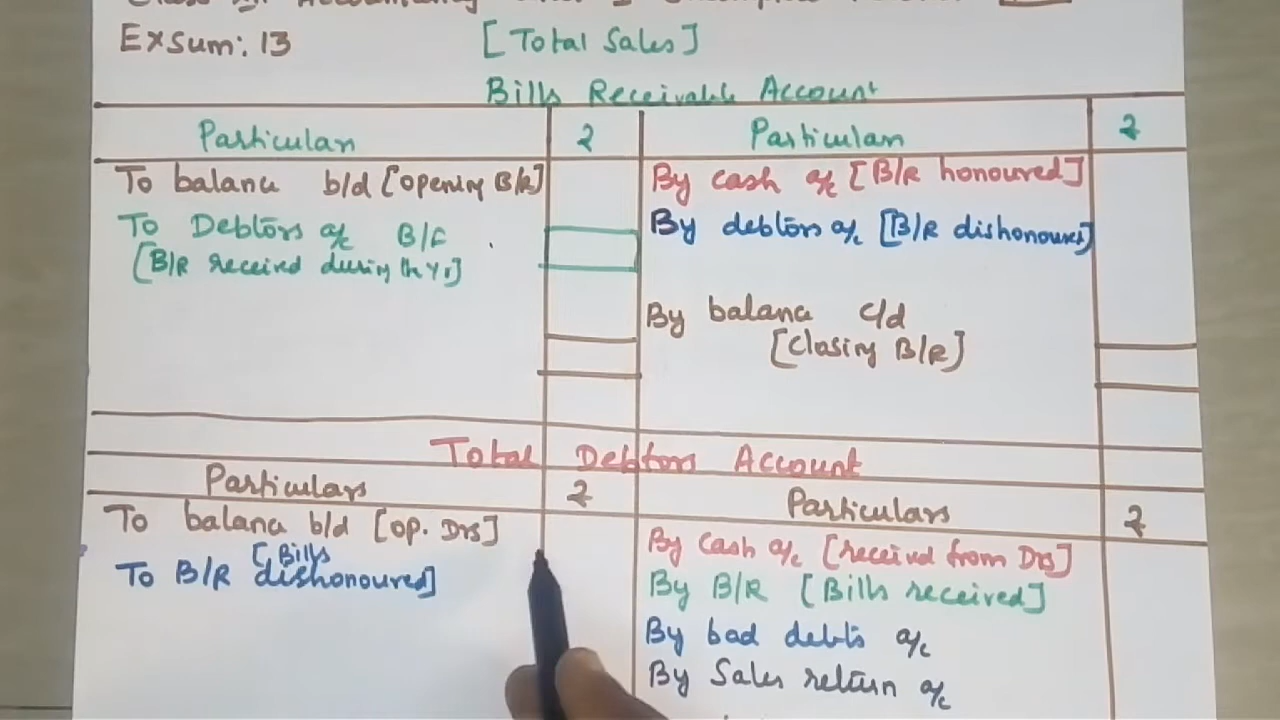 ExSum: 13
[Total Sales]
Bills Receivable Account
Particulars ₹ Particulars ₹
To balance b/d [Opening B/R]
By cash a/c [B/R honoured]
To Debtors a/c B/F
[B/R received during the yr]
By debtors a/c [B/R dishonoured]
By balance c/d
[Closing B/R]
Total Debtors Account
Particulars ₹ Particulars ₹
To balance b/d [Op. Drs]
To B/R [Bills
dishonoured]
By cash a/c [received from Drs]
By B/R [Bills received]
By bad debts a/c
By Sales return a/c